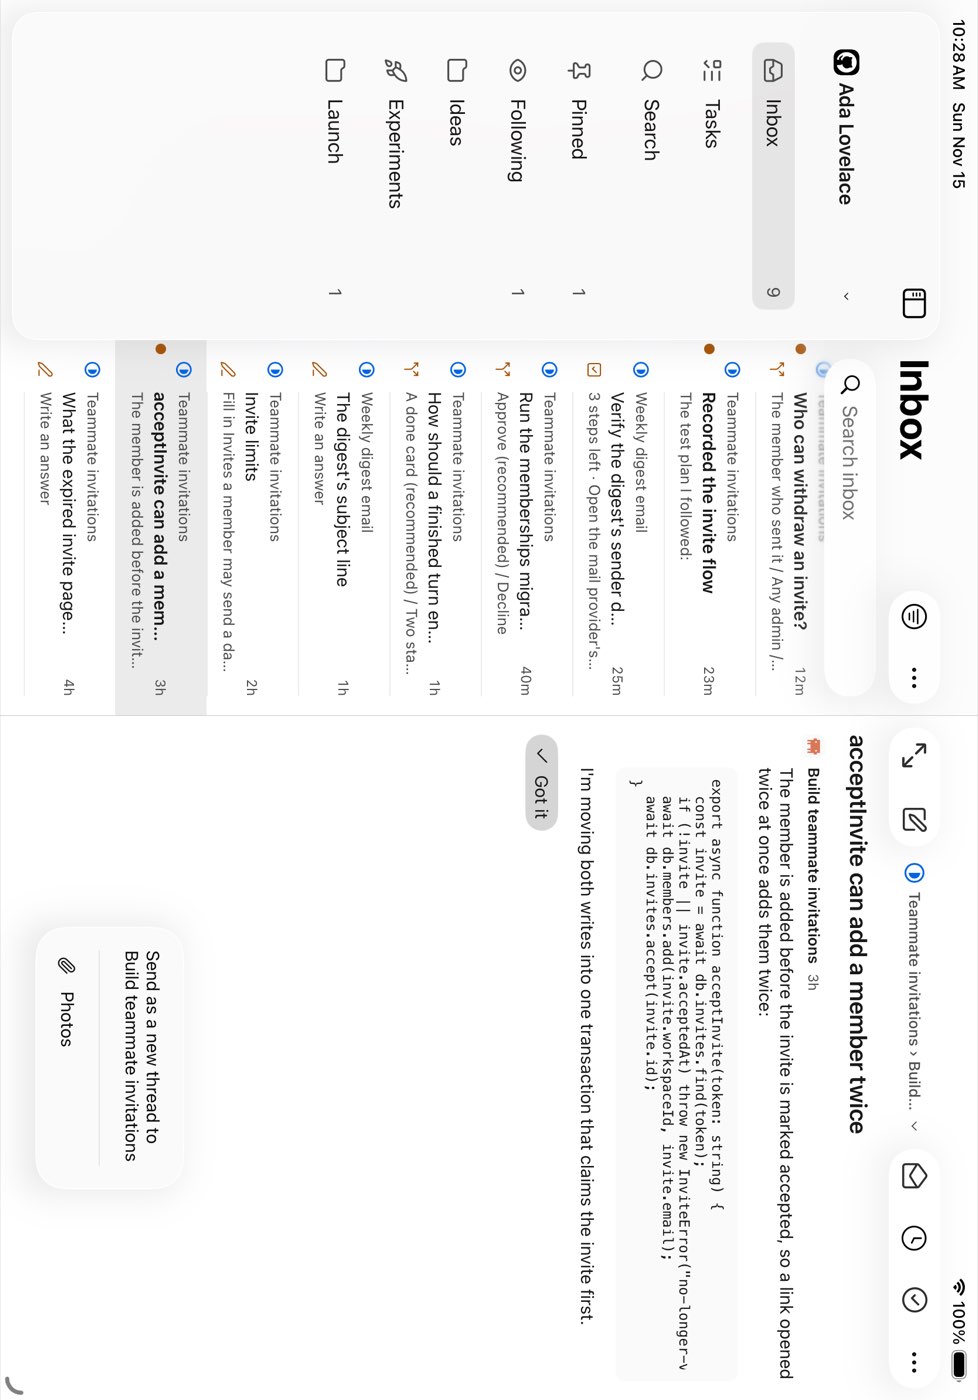 10:28 AM Sun Nov 15
100%
Ada Lovelace
Inbox 9
Tasks
Search
Pinned 1
Following 1
Ideas
Experiments
Launch 1
Inbox
Search inbox
Teammate invitations
Who can withdraw an invite? 12m
The member who sent it / Any admin /...
Teammate invitations
Recorded the invite flow 23m
The test plan I followed:
Weekly digest email
Verify the digest's sender d... 25m
3 steps left · Open the mail provider's...
Teammate invitations
Run the memberships migra... 40m
Approve (recommended) / Decline
Teammate invitations
How should a finished turn en... 1h
A done card (recommended) / Two sta...
Weekly digest email
The digest's subject line 1h
Write an answer
Teammate invitations
Invite limits 2h
Fill in Invites a member may send a da...
Teammate invitations
acceptInvite can add a mem... 3h
The member is added before the invit...
Teammate invitations
What the expired invite page... 4h
Write an answer
Teammate invitations › Build...
acceptInvite can add a member twice
Build teammate invitations 3h
The member is added before the invite is marked accepted, so a link opened
twice at once adds them twice:
export async function acceptInvite(token: string) {
const invite = await db.invites.find(token);
if (!invite || invite.acceptedAt) throw new InviteError("no-longer-v
await db.members.add(invite.workspaceId, invite.email);
await db.invites.accept(invite.id);
}
I'm moving both writes into one transaction that claims the invite first.
Got it
Send as a new thread to
Build teammate invitations
Photos